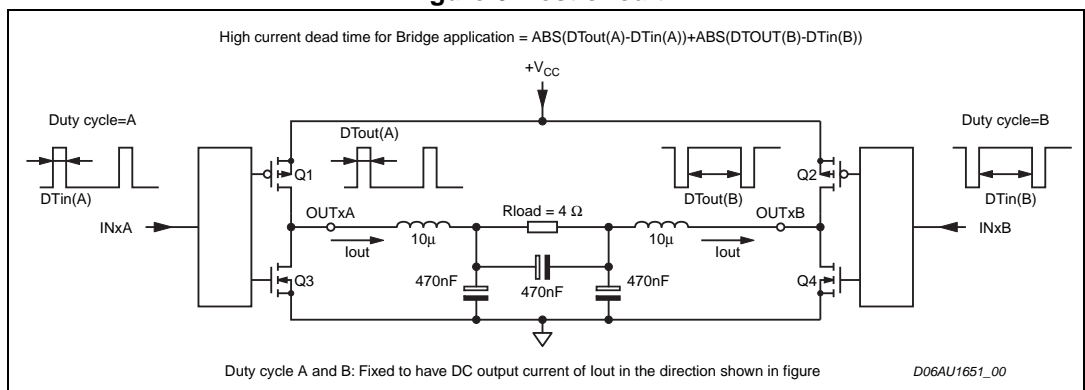 High current dead time for Bridge application = ABS(DTout(A)-DTin(A))+ABS(DTOUT(B)-DTin(B))
+VCC
Duty cycle=A
DTout(A)
Duty cycle=B
Q1
Q2
DTin(A)
DTout(B)
DTin(B)
INxA
OUTxA
Rload = 4 Ω
OUTxB
INxB
Iout
10μ
10μ
Iout
Q3
470nF
470nF
470nF
Q4
Duty cycle A and B: Fixed to have DC output current of Iout in the direction shown in figure
D06AU1651_00